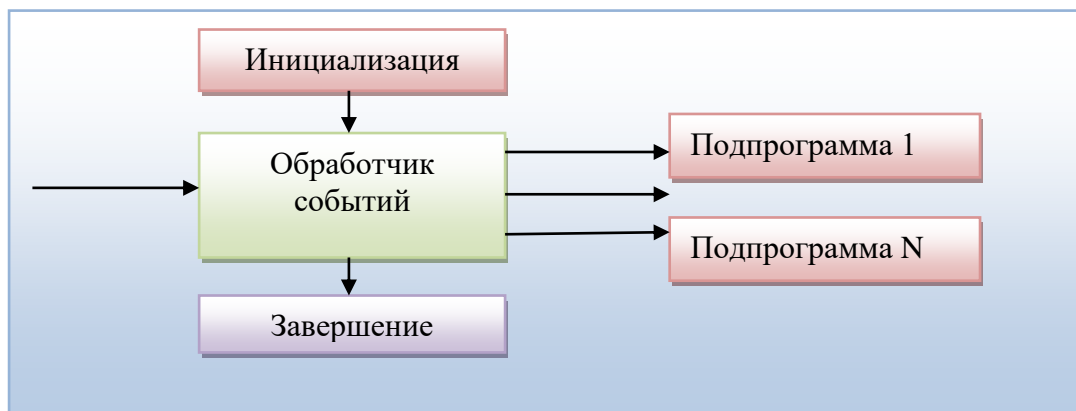 Инициализация
Обработчик
событий
Подпрограмма 1
Подпрограмма N
Завершение